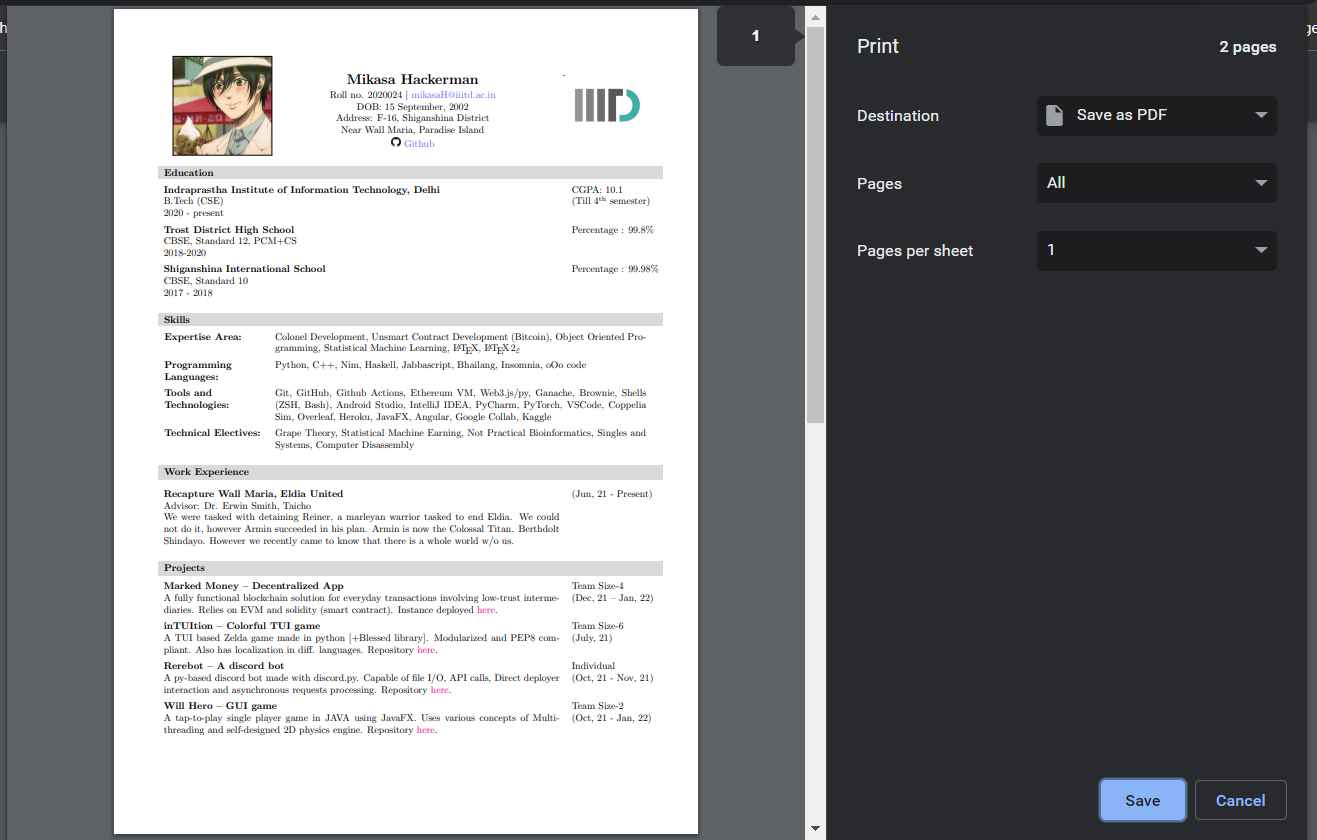 1
Mikasa Hackerman
Roll no. 2020024 | mikasaH@iiitd.ac.in
DOB: 15 September, 2002
Address: F-16, Shiganshina District
Near Wall Maria, Paradise Island
Github
IIITD
Education
Indraprastha Institute of Information Technology, Delhi
CGPA: 10.1
B.Tech (CSE)
(Till 4th semester)
2020 - present
Trost District High School
Percentage : 99.8%
CBSE, Standard 12, PCM+CS
2018-2020
Shiganshina International School
Percentage : 99.98%
CBSE, Standard 10
2017 - 2018
Skills
Expertise Area: Colonel Development, Unsmart Contract Development (Bitcoin), Object Oriented Pro-
gramming, Statistical Machine Learning, LATEX, LATEX 2ε
Programming Python, C++, Nim, Haskell, Jabbascript, Bhailang, Insomnia, oOo code
Languages:
Tools and Git, GitHub, Github Actions, Ethereum VM, Web3.js/py, Ganache, Brownie, Shells
Technologies: (ZSH, Bash), Android Studio, IntelliJ IDEA, PyCharm, PyTorch, VSCode, Coppelia
Sim, Overleaf, Heroku, JavaFX, Angular, Google Collab, Kaggle
Technical Electives: Grape Theory, Statistical Machine Earning, Not Practical Bioinformatics, Singles and
Systems, Computer Disassembly
Work Experience
Recapture Wall Maria, Eldia United
(Jun, 21 - Present)
Advisor: Dr. Erwin Smith, Taicho
We were tasked with detaining Reiner, a marleyan warrior tasked to end Eldia. We could
not do it, however Armin succeeded in his plan. Armin is now the Colossal Titan. Berthdolt
Shindayo. However we recently came to know that there is a whole world w/o us.
Projects
Marked Money – Decentralized App
Team Size-4
A fully functional blockchain solution for everyday transactions involving low-trust interme-
(Dec, 21 – Jan, 22)
diaries. Relies on EVM and solidity (smart contract). Instance deployed here.
inTUItion – Colorful TUI game
Team Size-6
A TUI based Zelda game made in python [+Blessed library]. Modularized and PEP8 com-
(July, 21)
pliant. Also has localization in diff. languages. Repository here.
Rerebot – A discord bot
Individual
A py-based discord bot made with discord.py. Capable of file I/O, API calls, Direct deployer
(Oct, 21 - Nov, 21)
interaction and asynchronous requests processing. Repository here.
Will Hero – GUI game
Team Size-2
A tap-to-play single player game in JAVA using JavaFX. Uses various concepts of Multi-
(Oct, 21 - Jan, 22)
threading and self-designed 2D physics engine. Repository here.
Print
2 pages
Destination
Save as PDF
Pages
All
Pages per sheet
1
Save
Cancel